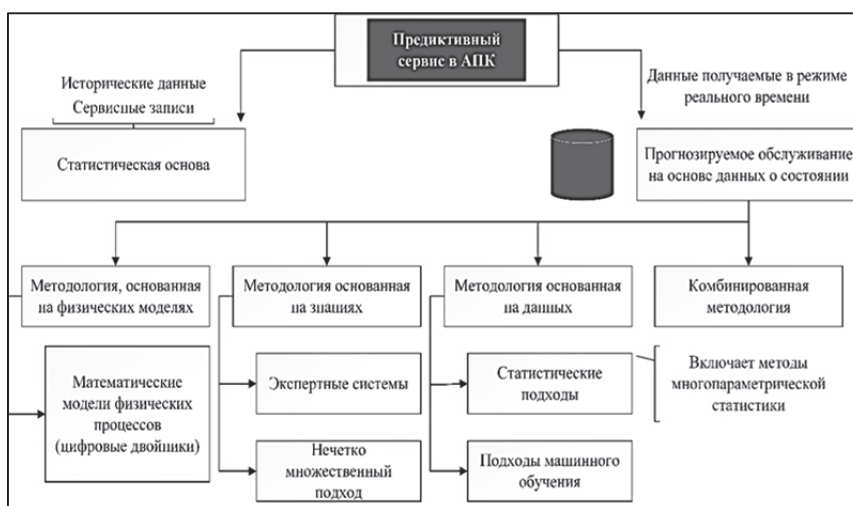 Предиктивный
сервис в АПК
Исторические данные
Сервисные записи
Данные получаемые в режиме
реального времени
Статистическая основа
Прогнозируемое обслуживание
на основе данных о состоянии
Методология, основанная
на физических моделях
Методология основанная
на знаниях
Методология основанная
на данных
Комбинированная
методология
Математические
модели физических
процессов
(цифровые двойники)
Экспертные системы
Статистические
подходы
Включает методы
многопараметрической
статистики
Нечетко
множественный
подход
Подходы машинного
обучения